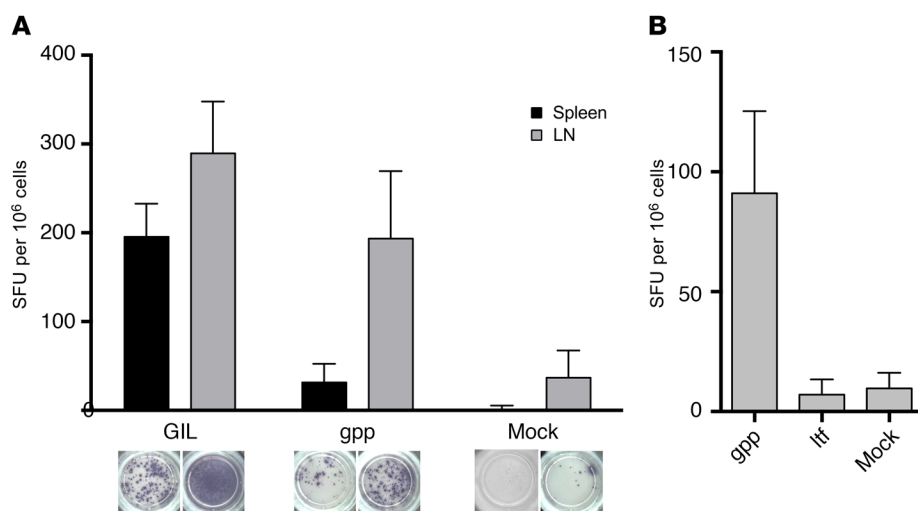 A
SFU per 10⁶ cells
400
300
200
100
0
Spleen
LN
GIL
gpp
Mock
B
SFU per 10⁶ cells
150
100
50
0
gpp
ltf
Mock